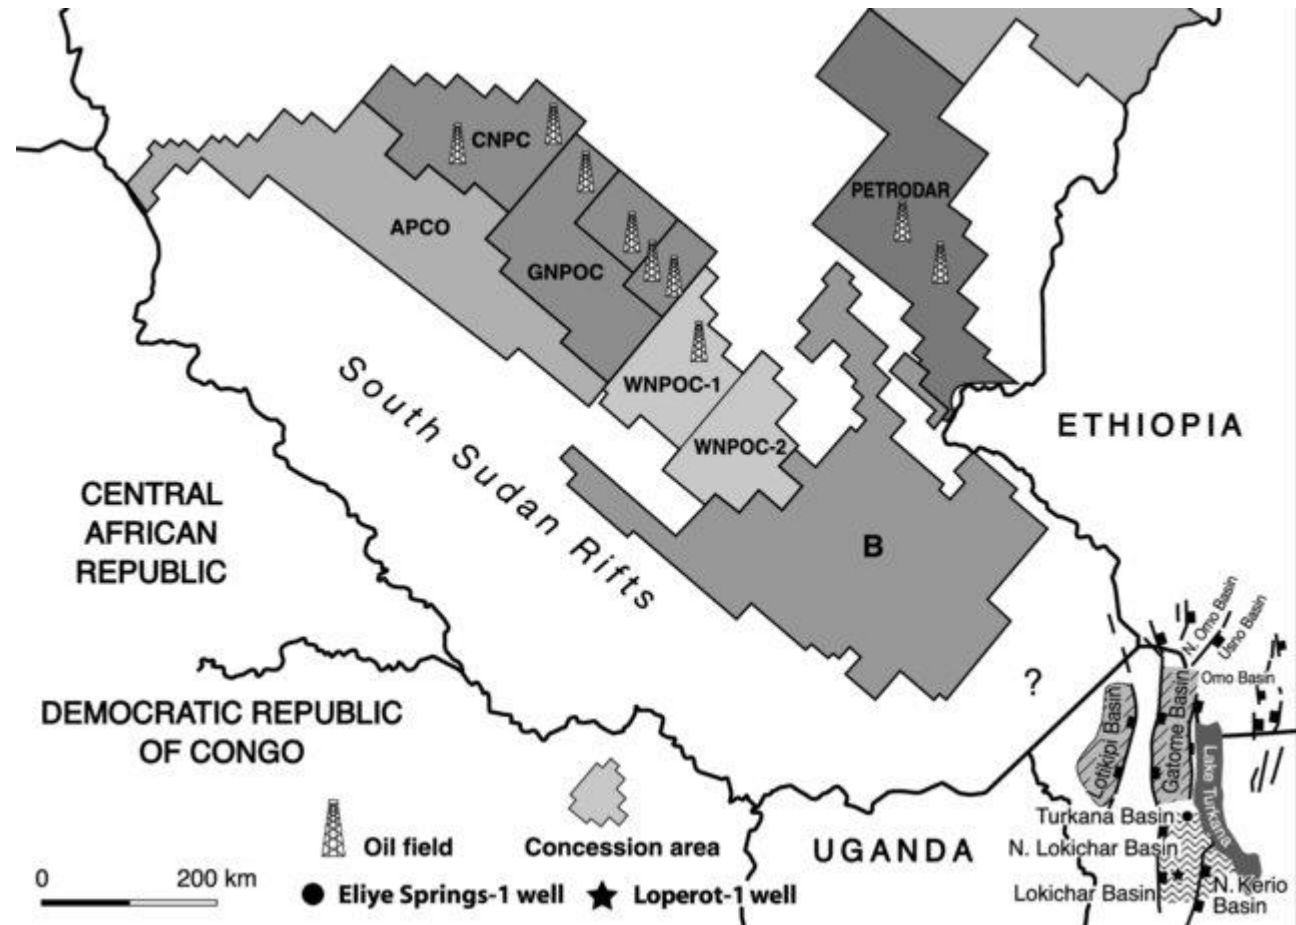 CNPC
PETRODAR
APCO
GNPOC
WNPOC-1
ETHIOPIA
WNPOC-2
South Sudan Rifts
CENTRAL
AFRICAN
REPUBLIC
B
N. Omo Basin
Usno Basin
?
Omo Basin
Lotikipi Basin
Gatome Basin
DEMOCRATIC REPUBLIC
OF CONGO
Lake Turkana
Turkana Basin
Oil field
Concession area
UGANDA
N. Lokichar Basin
0
200 km
Eliye Springs-1 well
Loperot-1 well
Lokichar Basin
N. Kerio
Basin